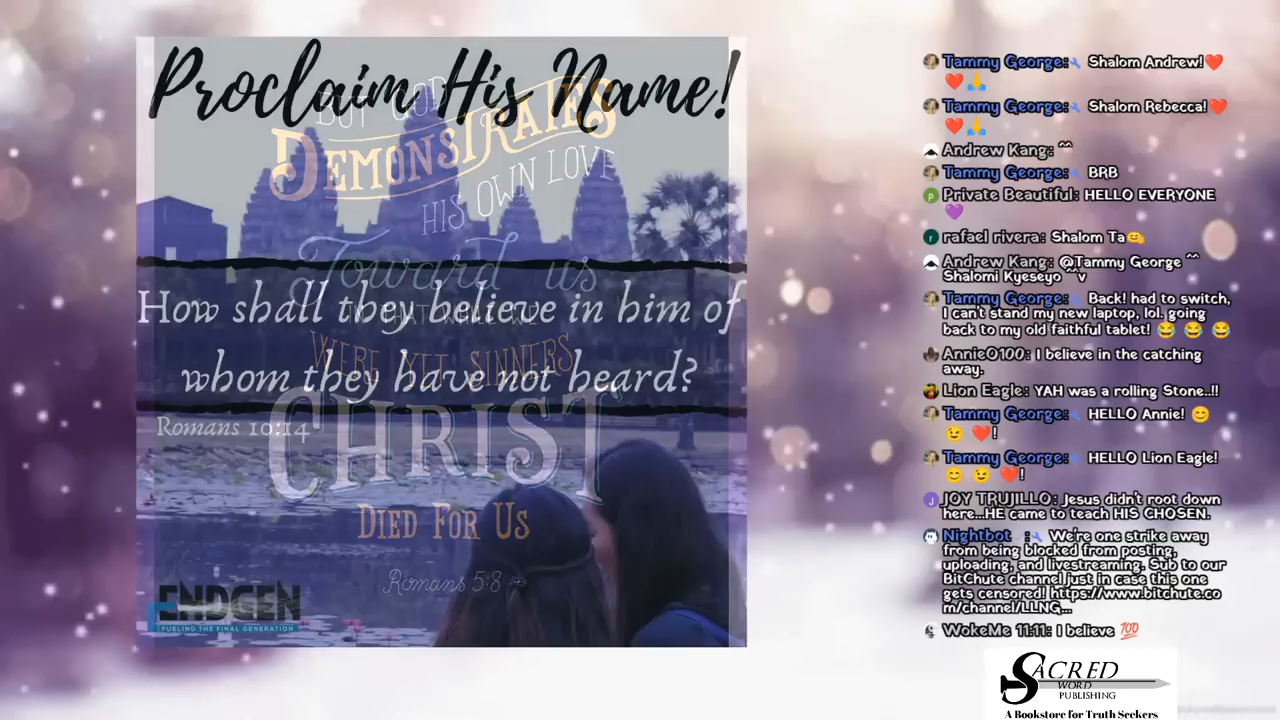 Proclaim His Name!
BUT GOD
DEMONSTRATES
HIS OWN LOVE
Toward us
THAT WHILE WE
How shall they believe in him of
WERE YET SINNERS
whom they have not heard?
Romans 10:14
CHRIST
DIED FOR US
Romans 5:8
ENDGEN
FUELING THE FINAL GENERATION
Tammy George: Shalom Andrew!❤️
❤️🙏
Tammy George: Shalom Rebecca!❤️
❤️🙏
Andrew Kang: ^^
Tammy George: BRB
Private Beautiful: HELLO EVERYONE
💜
rafael rivera: Shalom Ta🤗
Andrew Kang: @Tammy George ^^
Shalomi Kyeseyo ^^v
Tammy George: Back! had to switch,
I can't stand my new laptop, lol. going
back to my old faithful tablet! 😂 😂 😂
Annie0100: I believe in the catching
away.
Lion Eagle: YAH was a rolling Stone..!!
Tammy George: HELLO Annie! 😊
😉 ❤️!
Tammy George: HELLO Lion Eagle!
😊 😉 ❤️!
JOY TRUJILLO: Jesus didn't root down
here...HE came to teach HIS CHOSEN.
Nightbot : We're one strike away
from being blocked from posting,
uploading, and livestreaming. Sub to our
BitChute channel just in case this one
gets censored! https://www.bitchute.co
m/channel/LLNG...
WokeMe 11:11: I believe 💯
SACRED
WORD
PUBLISHING
A Bookstore for Truth Seekers